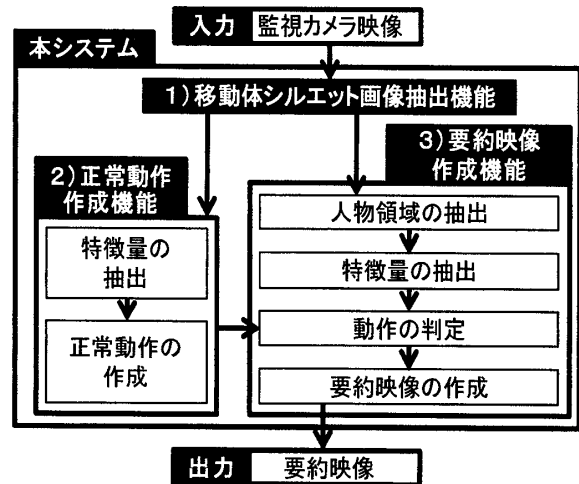 入力 監視カメラ映像
本システム
1)移動体シルエット画像抽出機能
3)要約映像
作成機能
2)正常動作
作成機能
人物領域の抽出
特徴量の
抽出
特徴量の抽出
動作の判定
正常動作の
作成
要約映像の作成
出力 要約映像